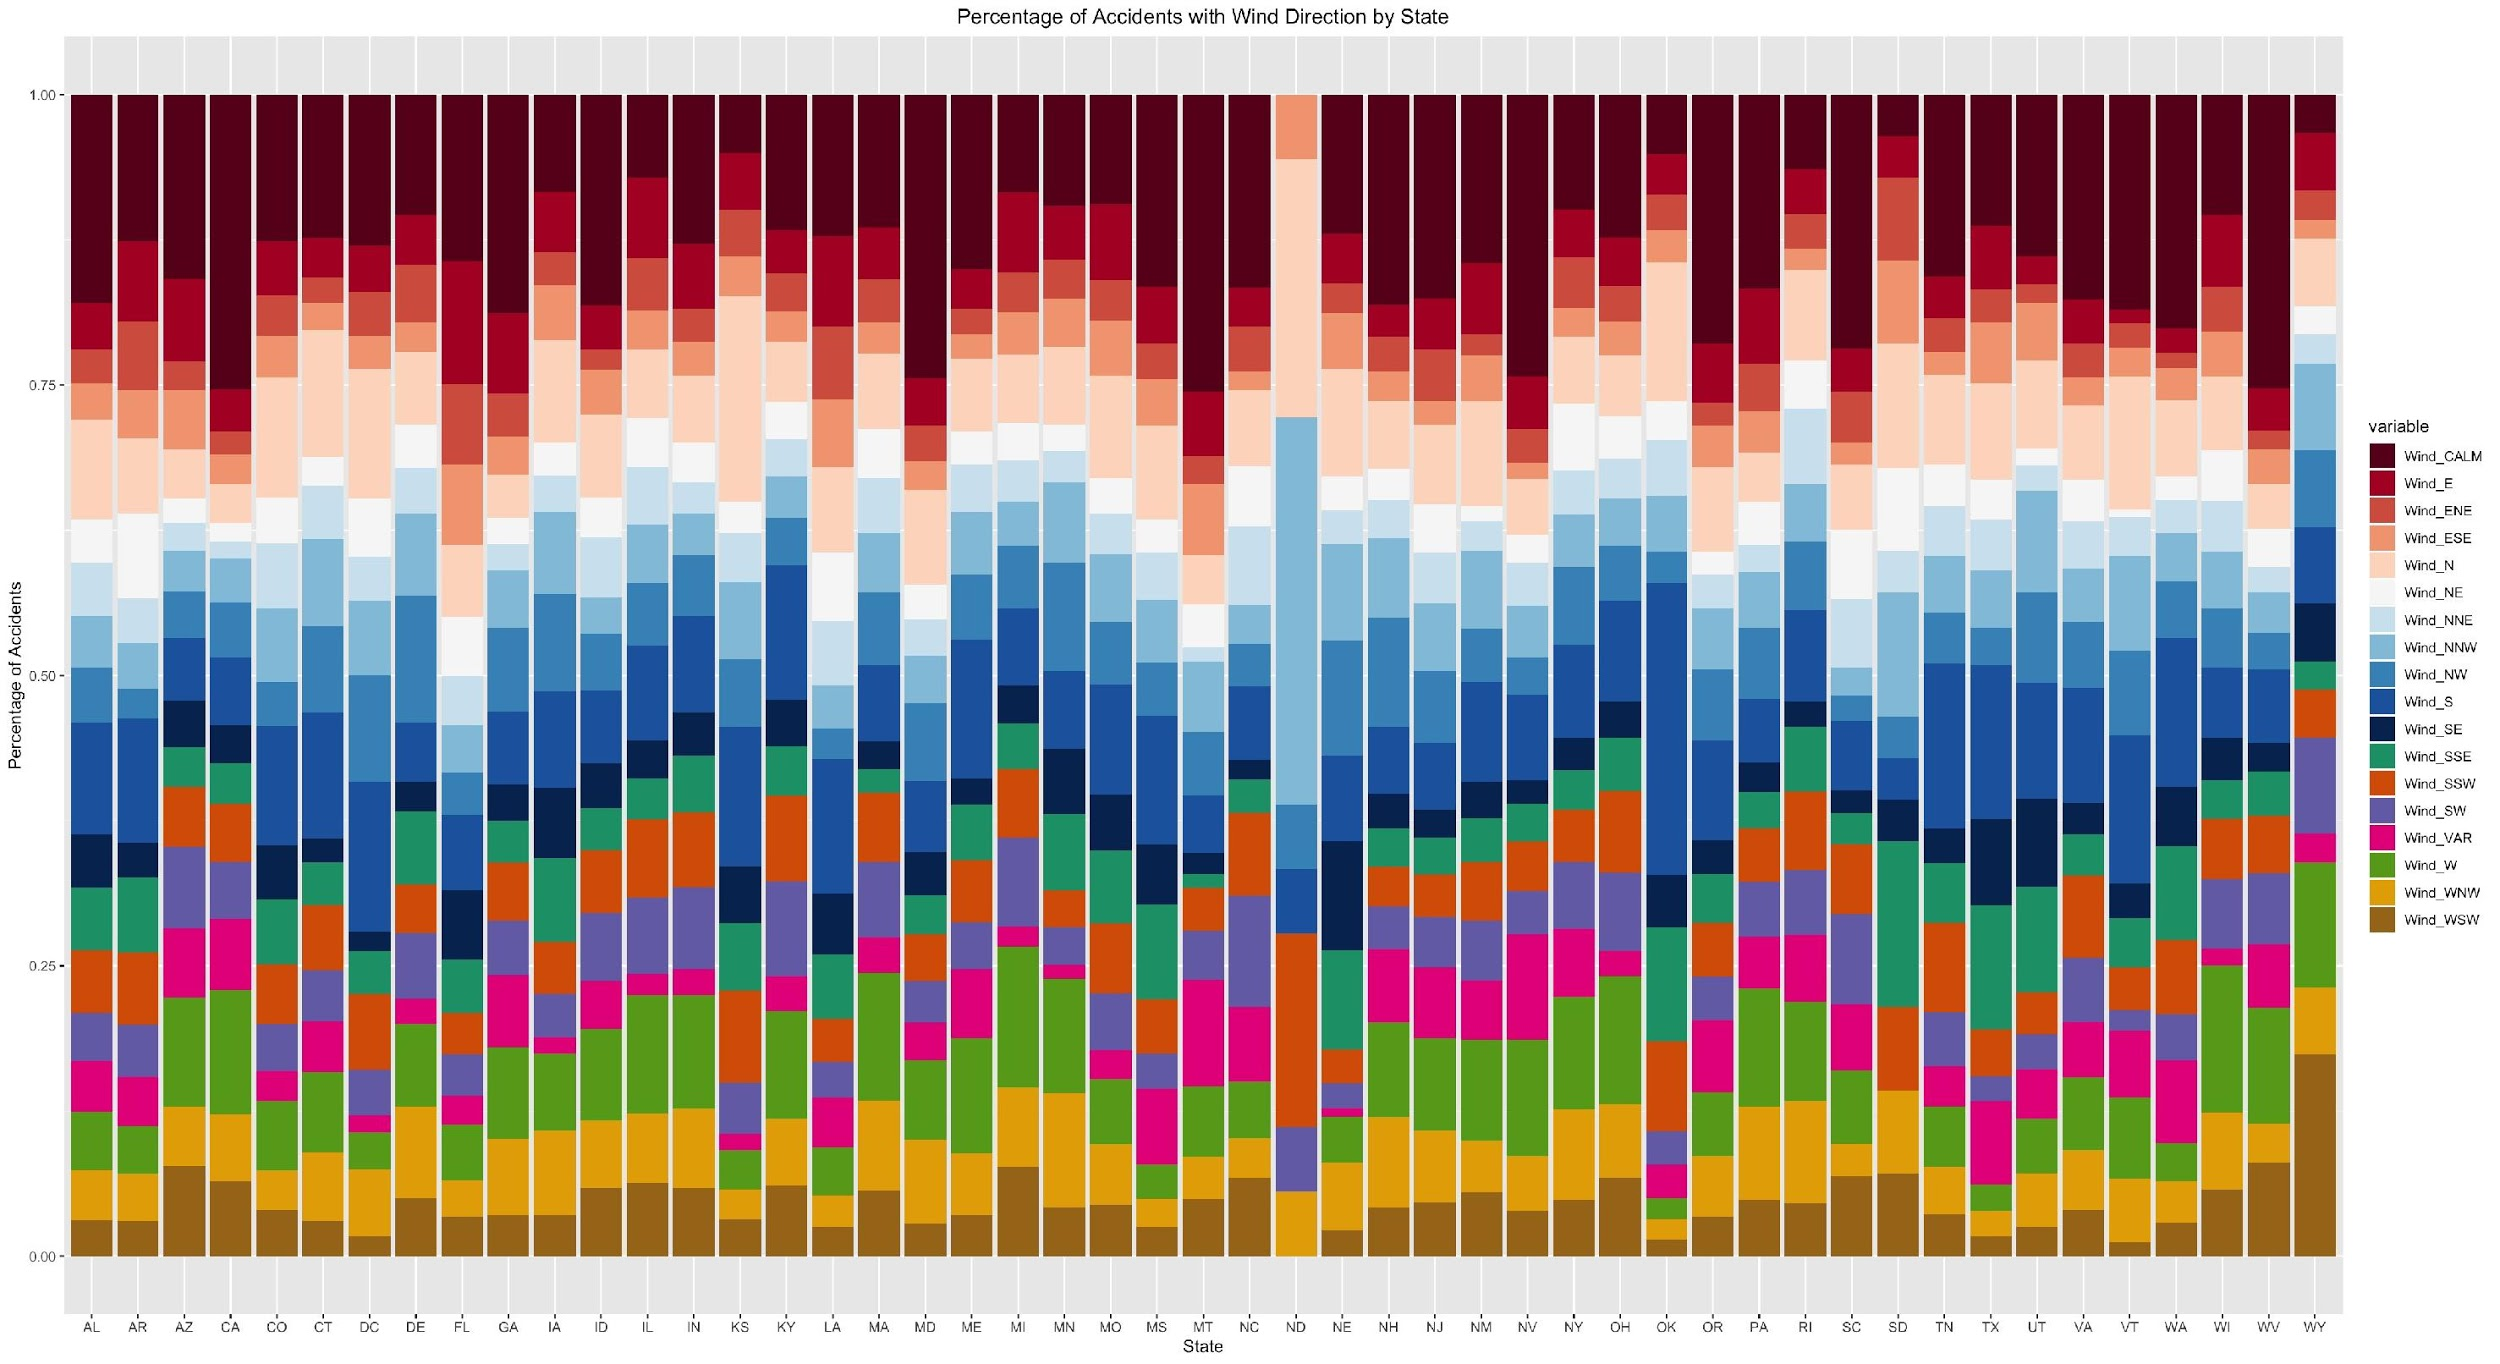 Percentage of Accidents with Wind Direction by State
Percentage of Accidents
1.00
0.75
0.50
0.25
0.00
AL AR AZ CA CO CT DC DE FL GA IA ID IL IN KS KY LA MA MD ME MI MN MO MS MT NC ND NE NH NJ NM NV NY OH OK OR PA RI SC SD TN TX UT VA VT WA WI WV WY
State
variable
Wind_CALM
Wind_E
Wind_ENE
Wind_ESE
Wind_N
Wind_NE
Wind_NNE
Wind_NNW
Wind_NW
Wind_S
Wind_SE
Wind_SSE
Wind_SSW
Wind_SW
Wind_VAR
Wind_W
Wind_WNW
Wind_WSW